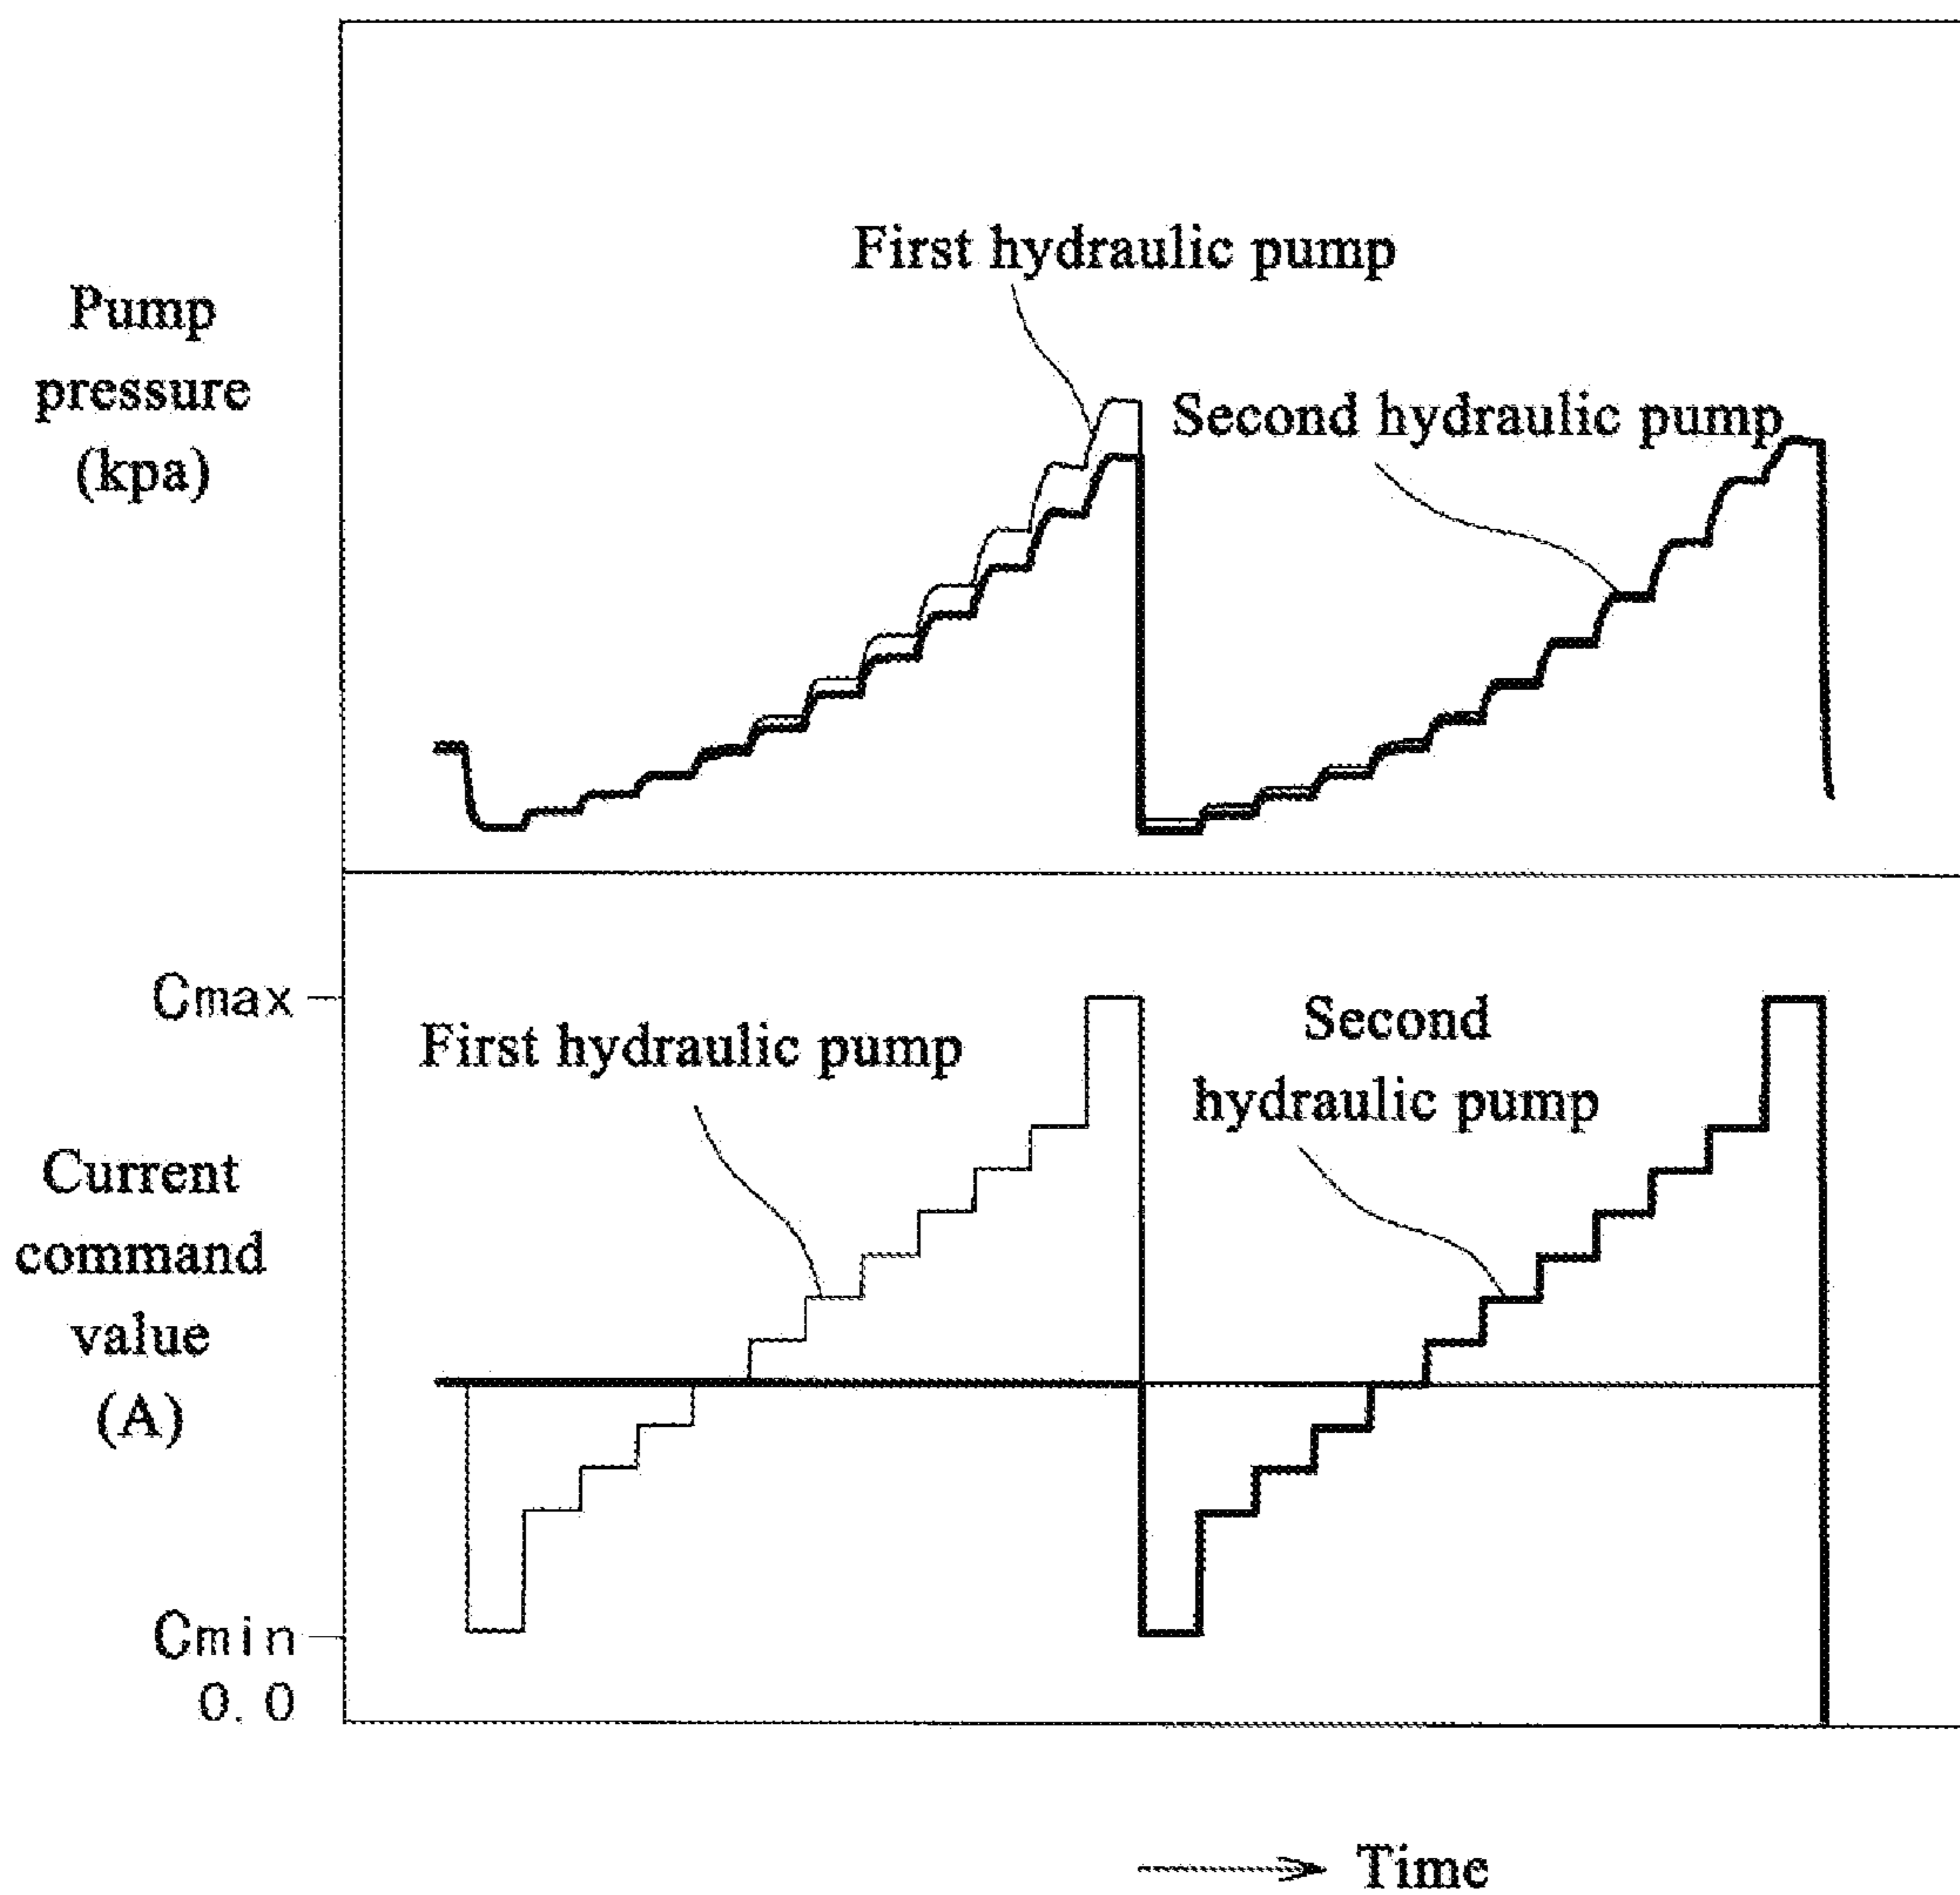 First hydraulic pump
Pump
pressure
(kpa)
Second hydraulic pump
Cmax
First hydraulic pump
Second
hydraulic pump
Current
command
value
(A)
Cmin
0.0
Time